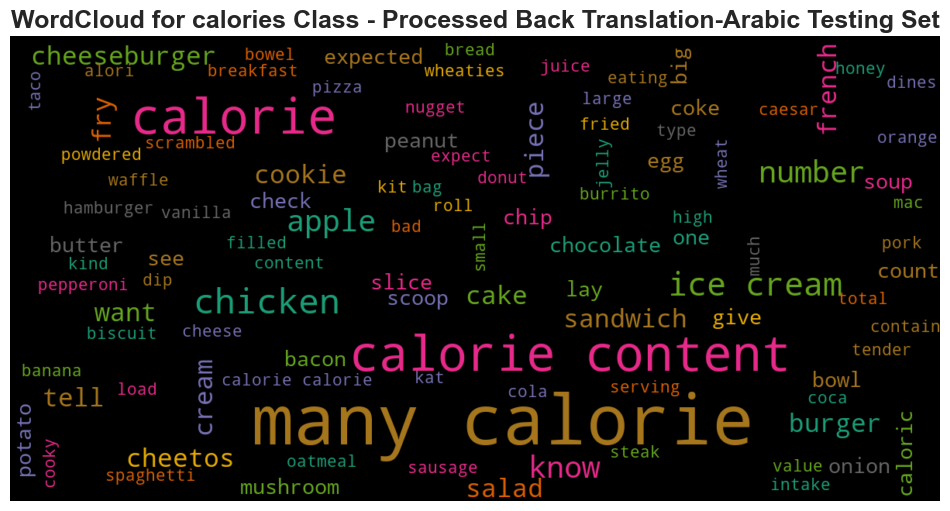 WordCloud for calories Class - Processed Back Translation-Arabic Testing Set
cheeseburger
bowel
expected
bread
big
french
taco
alori
breakfast
wheaties
juice
eating
honey
dines
pizza
fry
calorie
nugget
piece
large
coke
caesar
scrambled
peanut
fried
type
orange
powdered
expect
jelly
egg
wheat
number
soup
waffle
cookie
kit
bag
donut
burrito
mac
hamburger
vanilla
check
roll
chip
high
apple
bad
small
one
butter
filled
chocolate
much
pork
kind
see
content
count
pepperoni
dip
slice
scoop
cake
lay
ice cream
total
chicken
want
sandwich
give
contain
biscuit
cheese
calorie content
tender
banana
bacon
load
cream
calorie calorie
kat
cola
serving
bowl
coca
tell
many calorie
burger
caloric
potato
cooky
cheetos
oatmeal
sausage
know
steak
value
onion
spaghetti
mushroom
salad
intake